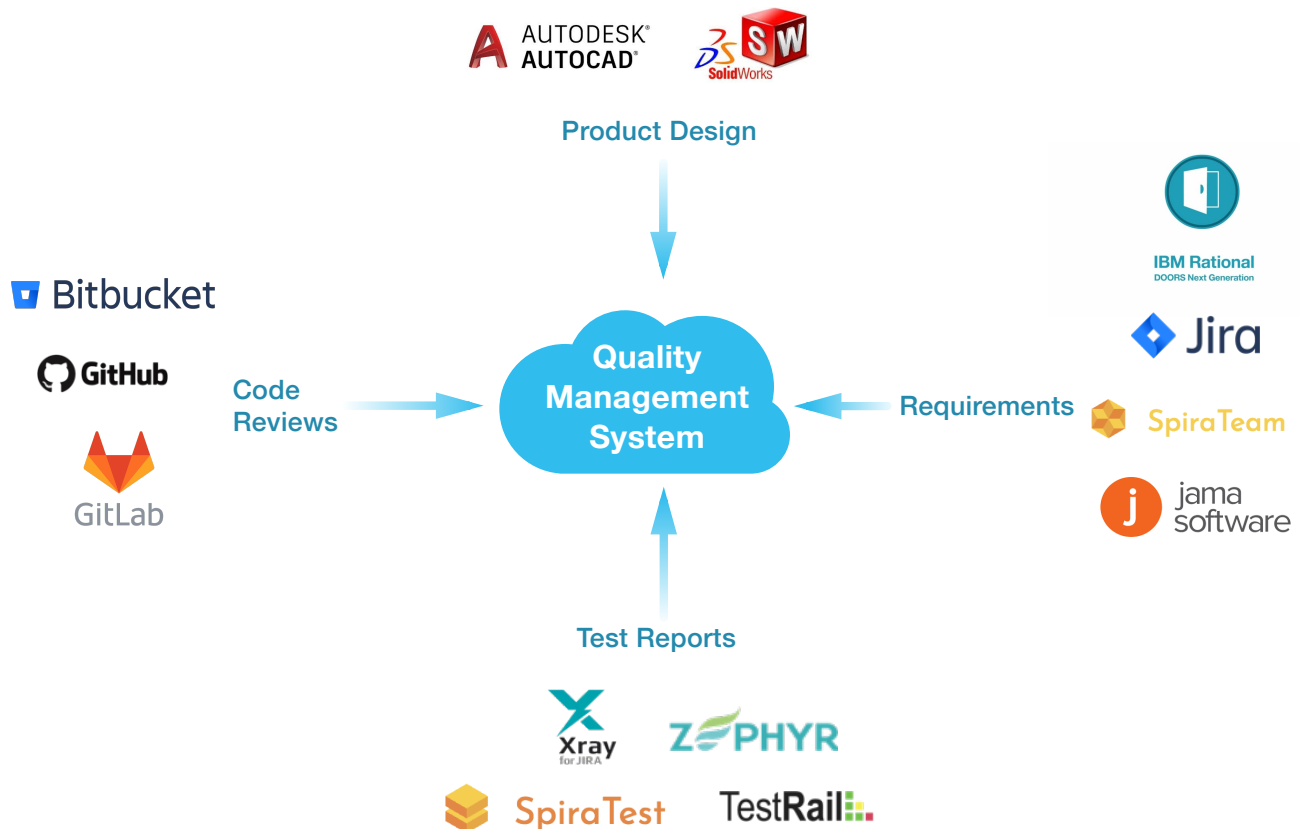 AUTODESK®
AUTOCAD®
SW
DS
SolidWorks
Product Design
IBM Rational
DOORS Next Generation
Bitbucket
Jira
GitHub
Quality
Management
System
Code
Reviews
Requirements
SpiraTeam
GitLab
j
jama
software
Test Reports
Xray
for JIRA
ZEPHYR
SpiraTest
TestRail